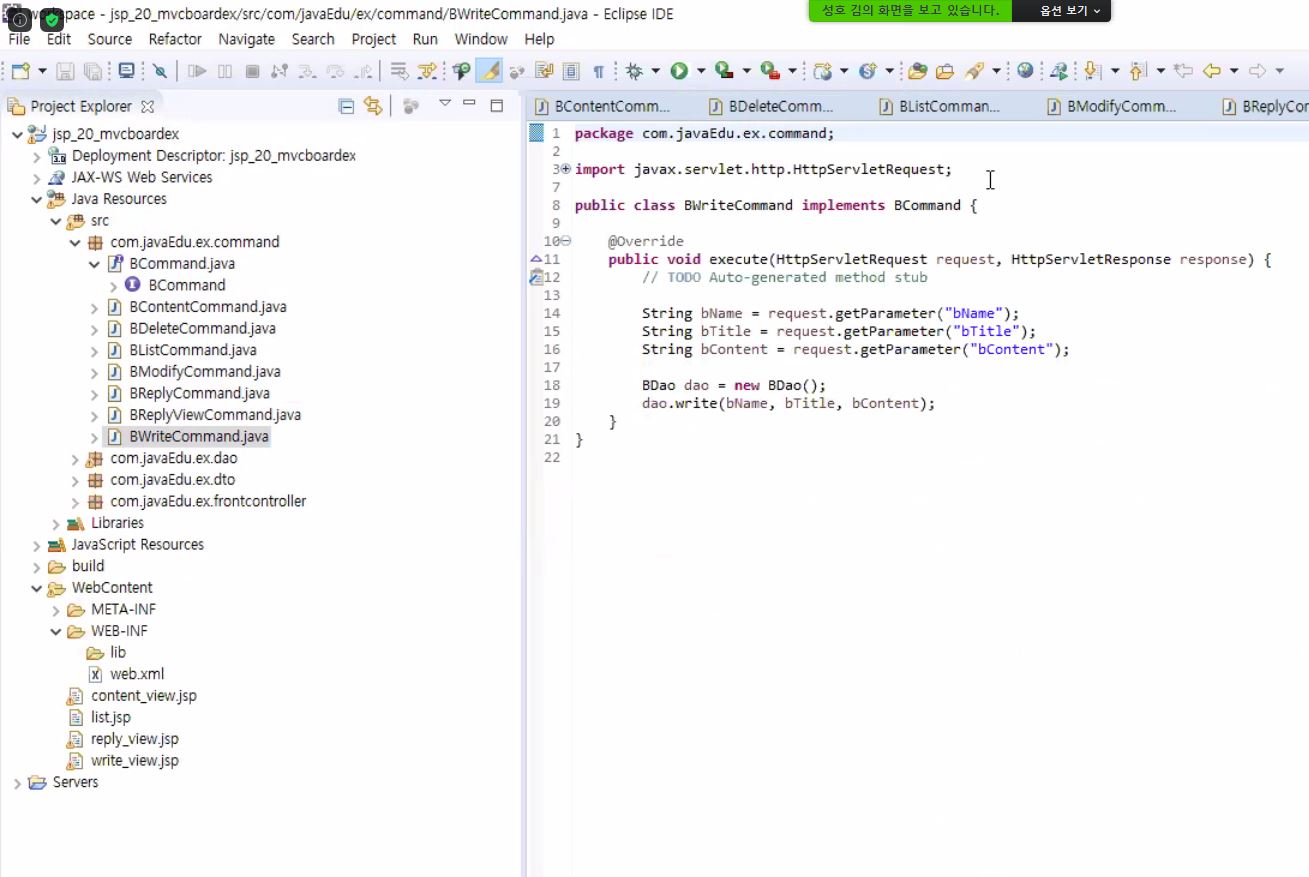 workspace - jsp_20_mvcboardex/src/com/javaEdu/ex/command/BWriteCommand.java - Eclipse IDE
성호 김의 화면을 보고 있습니다. 옵션 보기
File Edit Source Refactor Navigate Search Project Run Window Help
Project Explorer
BContentComm... BDeleteComm... BListComman... BModifyComm... BReplyCor
jsp_20_mvcboardex
Deployment Descriptor: jsp_20_mvcboardex
JAX-WS Web Services
Java Resources
src
com.javaEdu.ex.command
BCommand.java
BCommand
BContentCommand.java
BDeleteCommand.java
BListCommand.java
BModifyCommand.java
BReplyCommand.java
BReplyViewCommand.java
BWriteCommand.java
com.javaEdu.ex.dao
com.javaEdu.ex.dto
com.javaEdu.ex.frontcontroller
Libraries
JavaScript Resources
build
WebContent
META-INF
WEB-INF
lib
web.xml
content_view.jsp
list.jsp
reply_view.jsp
write_view.jsp
Servers
1 package com.javaEdu.ex.command;
2
3 import javax.servlet.http.HttpServletRequest;
7
8 public class BWriteCommand implements BCommand {
9
10 @Override
11 public void execute(HttpServletRequest request, HttpServletResponse response) {
12 // TODO Auto-generated method stub
13
14 String bName = request.getParameter("bName");
15 String bTitle = request.getParameter("bTitle");
16 String bContent = request.getParameter("bContent");
17
18 BDao dao = new BDao();
19 dao.write(bName, bTitle, bContent);
20 }
21 }
22